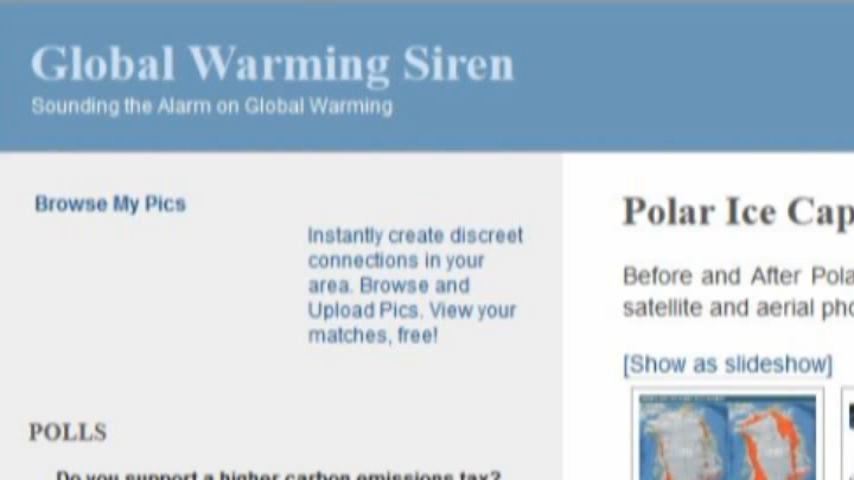 Global Warming Siren
Sounding the Alarm on Global Warming
Browse My Pics
Instantly create discreet
connections in your
area. Browse and
Upload Pics. View your
matches, free!
POLLS
Do you support a higher carbon emissions tax?
Polar Ice Cap
Before and After Pola
satellite and aerial pho
[Show as slideshow]